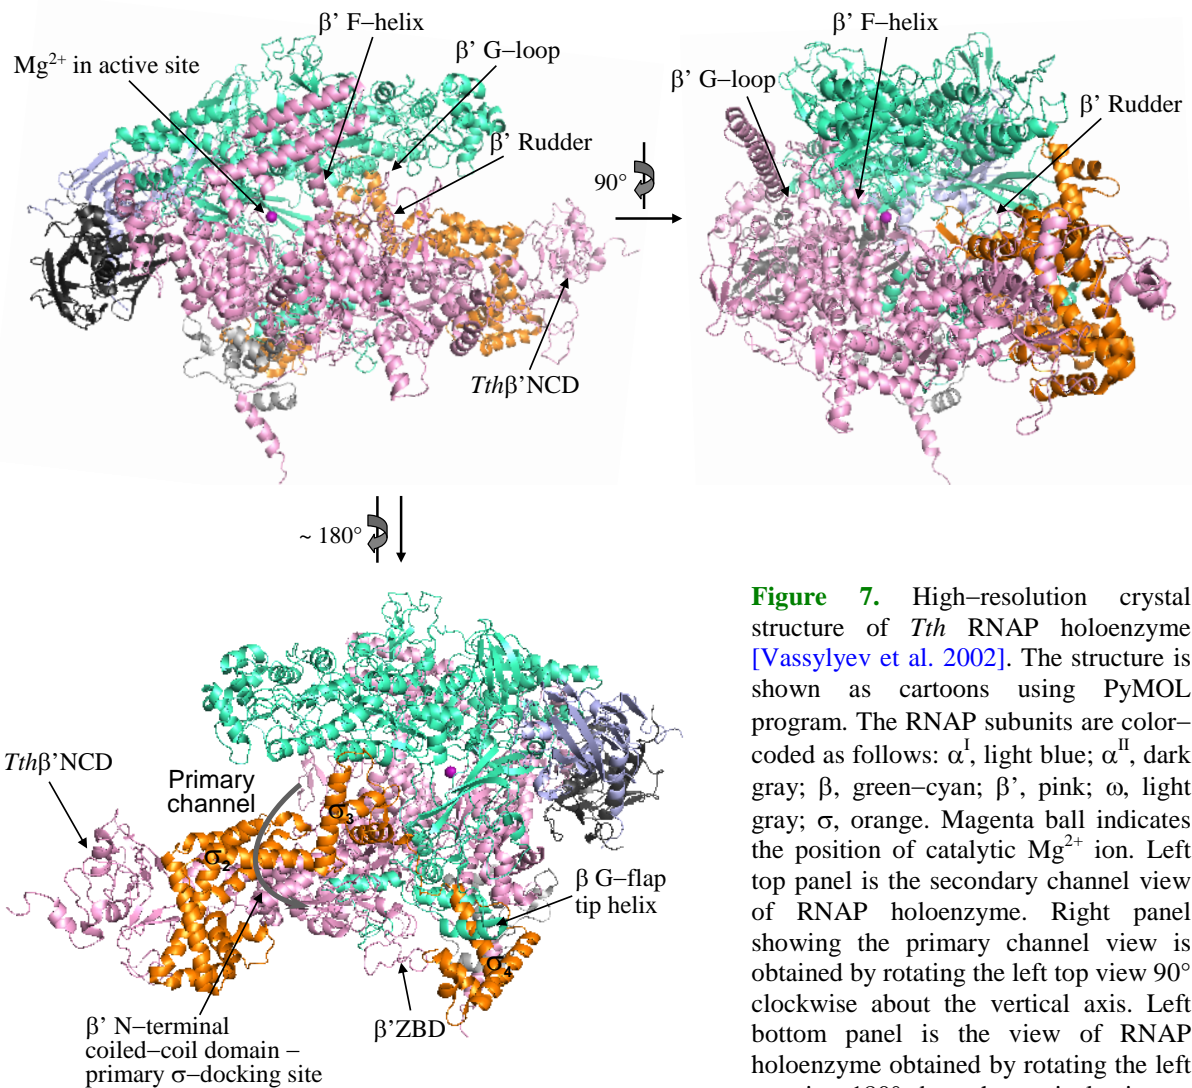 β’ F−helix
Mg²⁺ in active site
β’ G−loop
β’ Rudder
TthβʼNCD
90°
β’ F−helix
β’ G−loop
β’ Rudder
~ 180°
Tthβ’NCD
Primary
channel
σ₃
σ₂
σ₄
β G−flap
tip helix
β’ZBD
β’ N−terminal
coiled−coil domain −
primary σ−docking site
Figure 7. High−resolution crystal
structure of Tth RNAP holoenzyme
[Vassylyev et al. 2002]. The structure is
shown as cartoons using PyMOL
program. The RNAP subunits are color−
coded as follows: αᴵ, light blue; αᴵᴵ, dark
gray; β, green−cyan; β’, pink; ω, light
gray; σ, orange. Magenta ball indicates
the position of catalytic Mg²⁺ ion. Left
top panel is the secondary channel view
of RNAP holoenzyme. Right panel
showing the primary channel view is
obtained by rotating the left top view 90°
clockwise about the vertical axis. Left
bottom panel is the view of RNAP
holoenzyme obtained by rotating the left